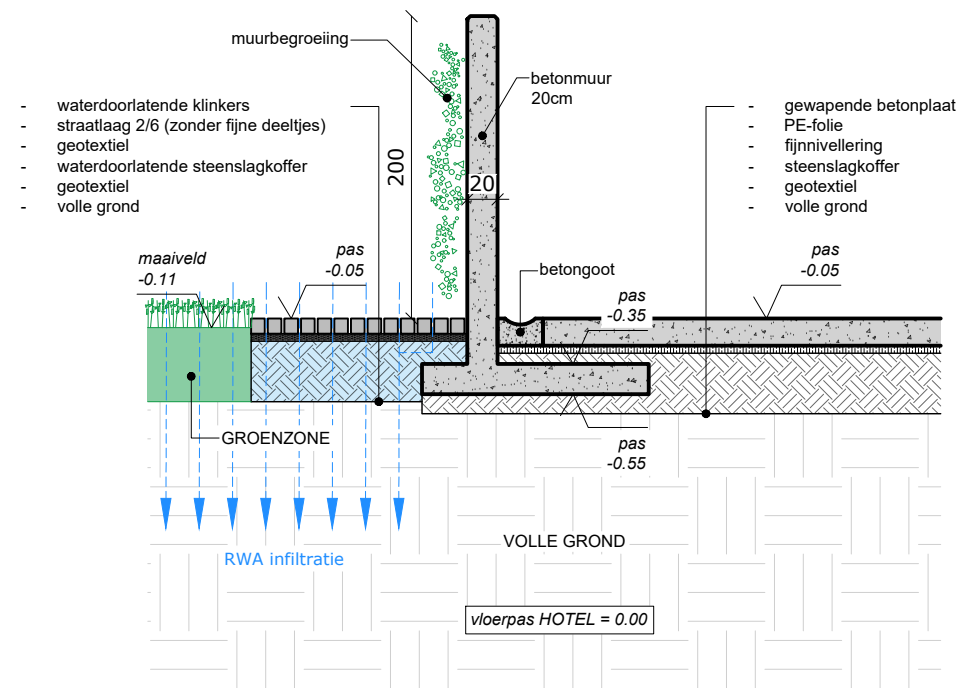 muurbegroeiing
betonmuur
20cm
- waterdoorlatende klinkers
- straatlaag 2/6 (zonder fijne deeltjes)
- geotextiel
- waterdoorlatende steenslagkoffer
- geotextiel
- volle grond
- gewapende betonplaat
- PE-folie
- fijnnivellering
- steenslagkoffer
- geotextiel
- volle grond
200
20
maaiveld
-0.11
pas
-0.05
betongoot
pas
-0.35
pas
-0.05
GROENZONE
pas
-0.55
RWA infiltratie
VOLLE GROND
vloerpas HOTEL = 0.00